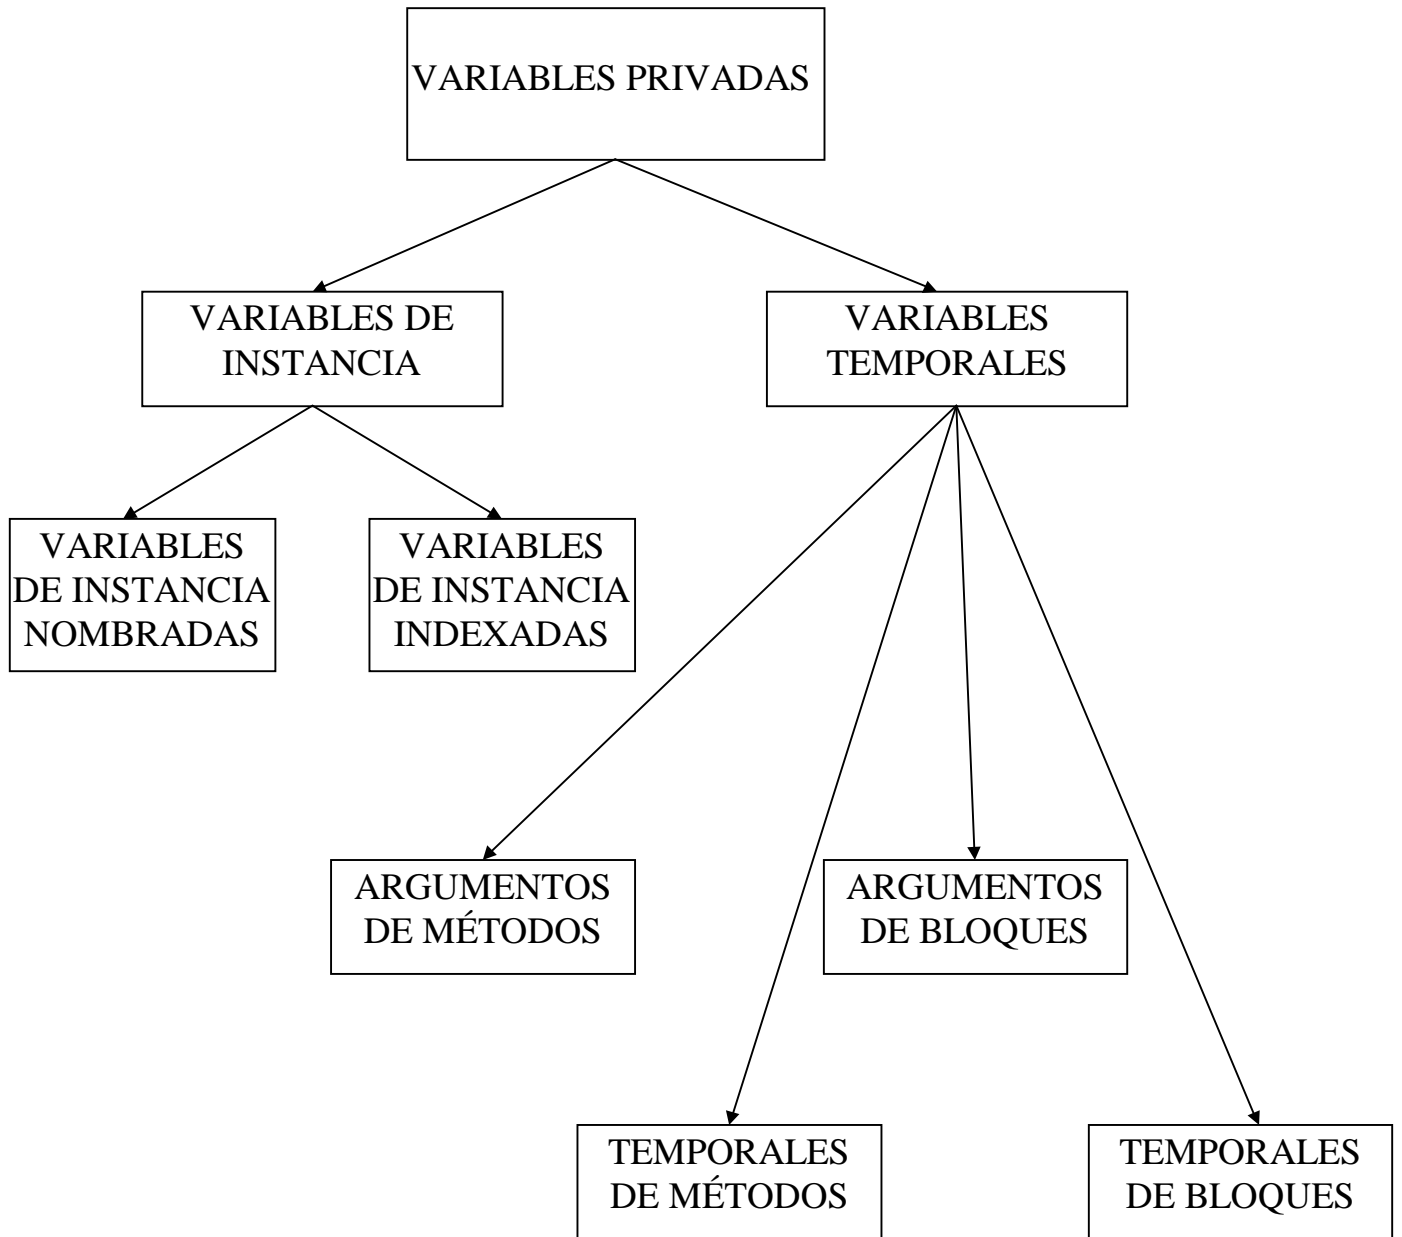 VARIABLES PRIVADAS
VARIABLES DE
INSTANCIA
VARIABLES
TEMPORALES
VARIABLES
DE INSTANCIA
NOMBRADAS
VARIABLES
DE INSTANCIA
INDEXADAS
ARGUMENTOS
DE MÉTODOS
ARGUMENTOS
DE BLOQUES
TEMPORALES
DE MÉTODOS
TEMPORALES
DE BLOQUES